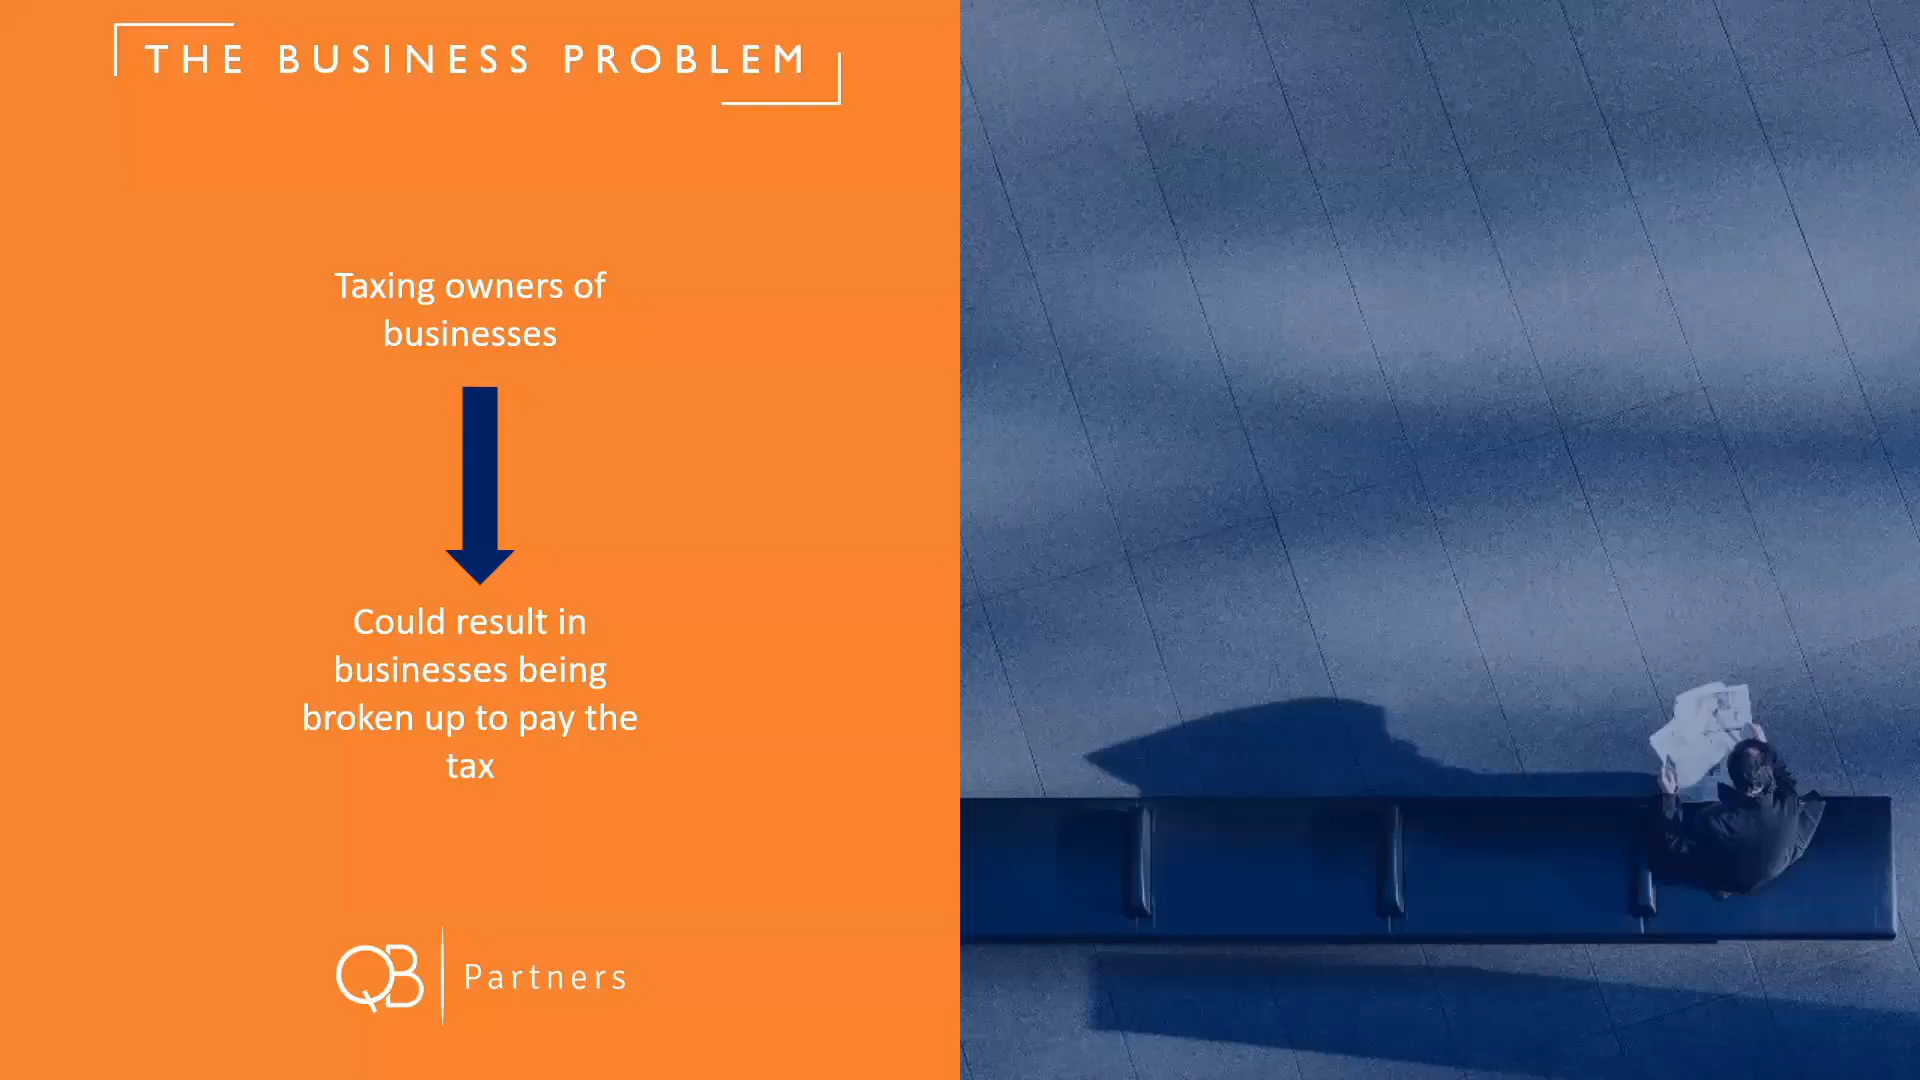 THE BUSINESS PROBLEM
Taxing owners of
businesses
Could result in
businesses being
broken up to pay the
tax
QB Partners